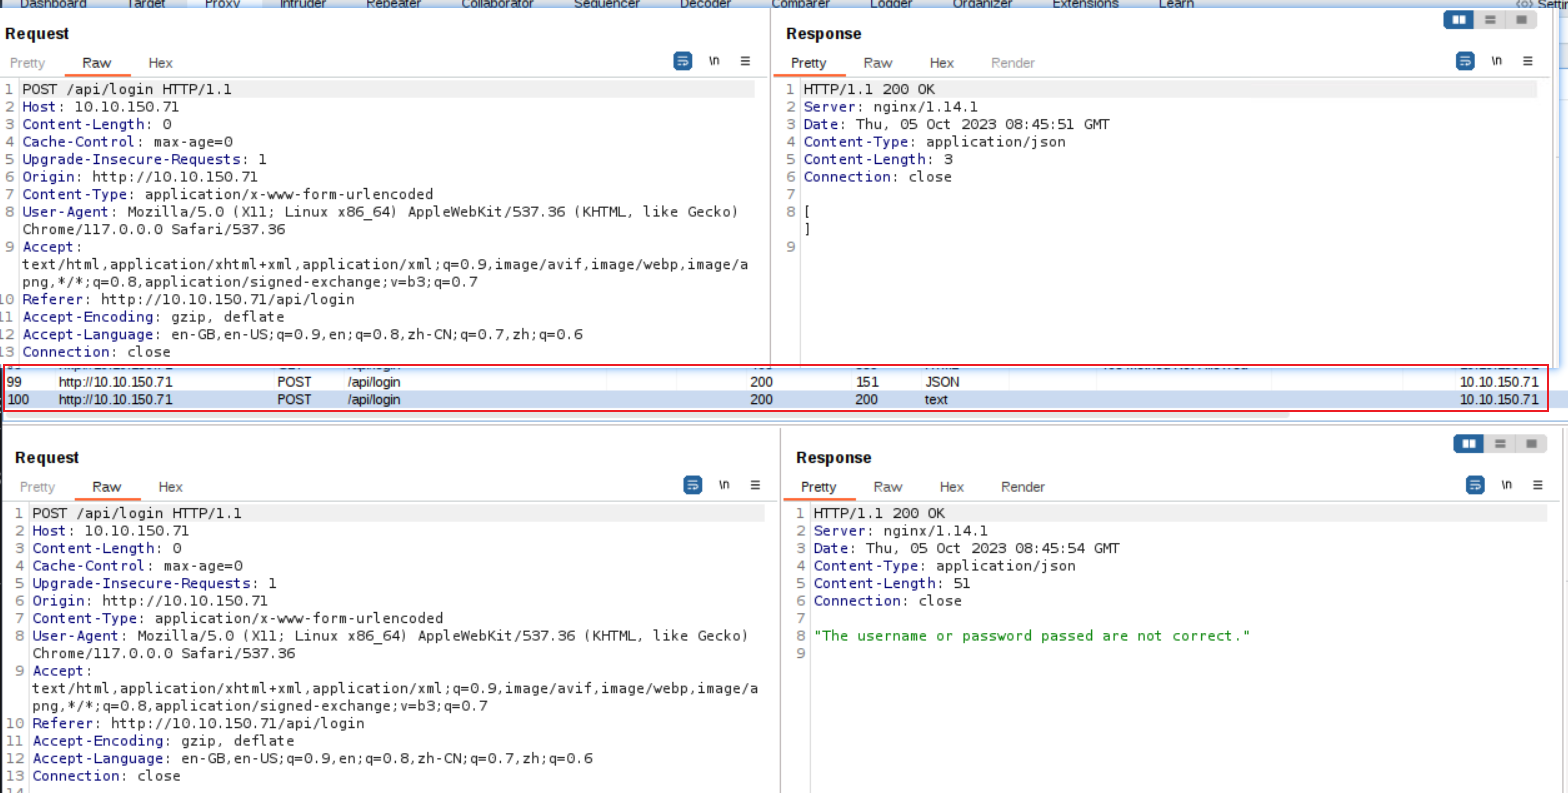 Dashboard Target Proxy Intruder Repeater Collaborator Sequencer Decoder Comparer Logger Organizer Extensions Learn
Request
Pretty Raw Hex \n
1 POST /api/login HTTP/1.1
2 Host: 10.10.150.71
3 Content-Length: 0
4 Cache-Control: max-age=0
5 Upgrade-Insecure-Requests: 1
6 Origin: http://10.10.150.71
7 Content-Type: application/x-www-form-urlencoded
8 User-Agent: Mozilla/5.0 (X11; Linux x86_64) AppleWebKit/537.36 (KHTML, like Gecko)
Chrome/117.0.0.0 Safari/537.36
9 Accept:
text/html,application/xhtml+xml,application/xml;q=0.9,image/avif,image/webp,image/a
png,*/*;q=0.8,application/signed-exchange;v=b3;q=0.7
10 Referer: http://10.10.150.71/api/login
11 Accept-Encoding: gzip, deflate
12 Accept-Language: en-GB,en-US;q=0.9,en;q=0.8,zh-CN;q=0.7,zh;q=0.6
13 Connection: close
Response
Pretty Raw Hex Render \n
1 HTTP/1.1 200 OK
2 Server: nginx/1.14.1
3 Date: Thu, 05 Oct 2023 08:45:51 GMT
4 Content-Type: application/json
5 Content-Length: 3
6 Connection: close
7
8 [
]
9
99 http://10.10.150.71 POST /api/login 200 151 JSON 10.10.150.71
100 http://10.10.150.71 POST /api/login 200 200 text 10.10.150.71
Request
Pretty Raw Hex \n
1 POST /api/login HTTP/1.1
2 Host: 10.10.150.71
3 Content-Length: 0
4 Cache-Control: max-age=0
5 Upgrade-Insecure-Requests: 1
6 Origin: http://10.10.150.71
7 Content-Type: application/x-www-form-urlencoded
8 User-Agent: Mozilla/5.0 (X11; Linux x86_64) AppleWebKit/537.36 (KHTML, like Gecko)
Chrome/117.0.0.0 Safari/537.36
9 Accept:
text/html,application/xhtml+xml,application/xml;q=0.9,image/avif,image/webp,image/a
png,*/*;q=0.8,application/signed-exchange;v=b3;q=0.7
10 Referer: http://10.10.150.71/api/login
11 Accept-Encoding: gzip, deflate
12 Accept-Language: en-GB,en-US;q=0.9,en;q=0.8,zh-CN;q=0.7,zh;q=0.6
13 Connection: close
14
Response
Pretty Raw Hex Render \n
1 HTTP/1.1 200 OK
2 Server: nginx/1.14.1
3 Date: Thu, 05 Oct 2023 08:45:54 GMT
4 Content-Type: application/json
5 Content-Length: 51
6 Connection: close
7
8 "The username or password passed are not correct."
9